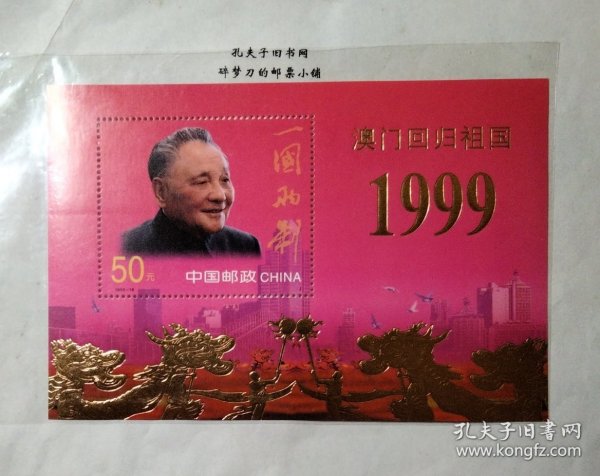 孔夫子旧书网
碎梦刀的邮票小铺
一國兩制
澳门回归祖国
1999
50元
中国邮政 CHINA
孔夫子旧书网
www.kongfz.com